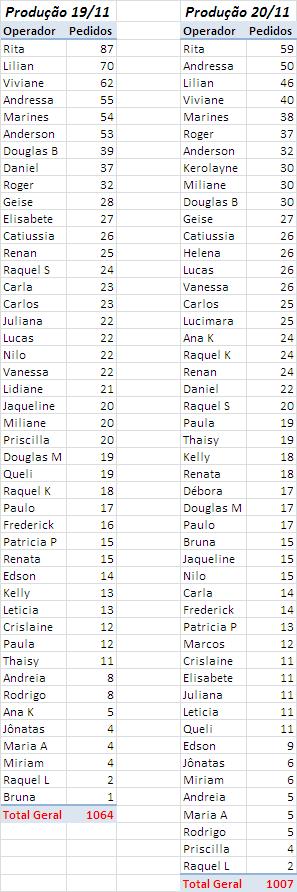 Produção 19/11 Produção 20/11
Operador Pedidos Operador Pedidos
Rita 87 Rita 59
Lilian 70 Andressa 50
Viviane 62 Lilian 46
Andressa 55 Viviane 40
Marines 54 Marines 38
Anderson 53 Roger 37
Douglas B 39 Anderson 32
Daniel 37 Kerolayne 30
Roger 32 Miliane 30
Geise 28 Douglas B 30
Elisabete 27 Geise 27
Catiussia 26 Catiussia 26
Renan 25 Helena 26
Raquel S 24 Lucas 26
Carla 23 Vanessa 26
Carlos 23 Carlos 25
Juliana 22 Lucimara 25
Lucas 22 Ana K 24
Nilo 22 Raquel K 24
Vanessa 22 Renan 24
Lidiane 21 Daniel 22
Jaqueline 20 Raquel S 20
Miliane 20 Paula 19
Priscilla 20 Thaisy 19
Douglas M 19 Kelly 18
Queli 19 Renata 18
Raquel K 18 Débora 17
Paulo 17 Douglas M 17
Frederick 16 Paulo 17
Patricia P 15 Bruna 15
Renata 15 Jaqueline 15
Edson 14 Nilo 15
Kelly 13 Carla 14
Leticia 13 Frederick 14
Crislaine 12 Patricia P 13
Paula 12 Marcos 12
Thaisy 11 Crislaine 11
Andreia 8 Elisabete 11
Rodrigo 8 Juliana 11
Ana K 5 Leticia 11
Jônatas 4 Queli 11
Maria A 4 Edson 9
Miriam 4 Jônatas 6
Raquel L 2 Miriam 6
Bruna 1 Andreia 5
Total Geral 1064 Maria A 5
Rodrigo 5
Priscilla 4
Raquel L 2
Total Geral 1007